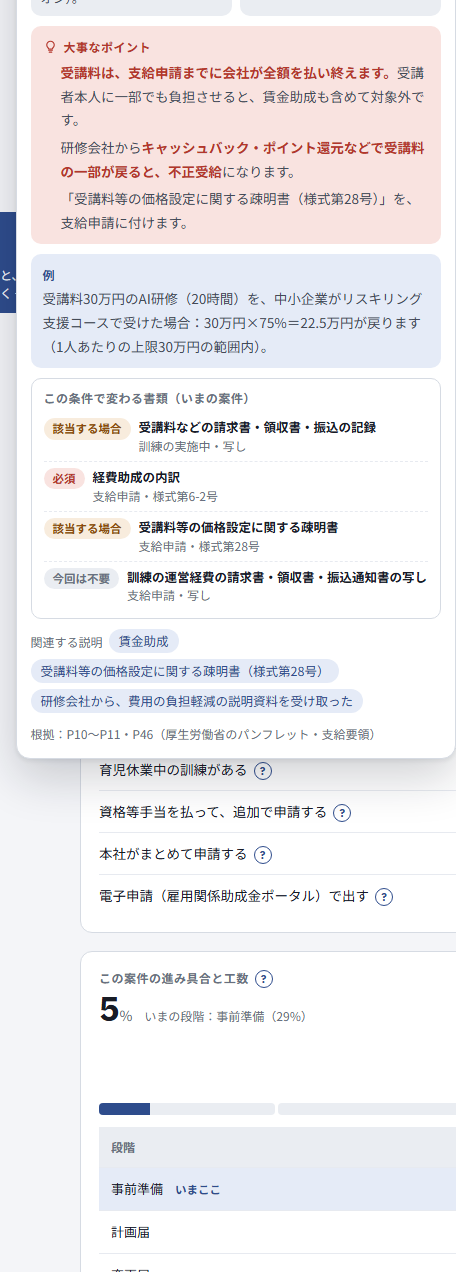 大事なポイント
受講料は、支給申請までに会社が全額を払い終えます。受講
者本人に一部でも負担させると、賃金助成も含めて対象外で
す。
研修会社からキャッシュバック・ポイント還元などで受講料
の一部が戻ると、不正受給になります。
「受講料等の価格設定に関する疎明書（様式第28号）」を、
支給申請に付けます。
と、
く
例
受講料30万円のAI研修（20時間）を、中小企業がリスキリング
支援コースで受けた場合：30万円×75%＝22.5万円が戻ります
（1人あたりの上限30万円の範囲内）。
この条件で変わる書類（いまの案件）
該当する場合 受講料などの請求書・領収書・振込の記録
訓練の実施中・写し
必須 経費助成の内訳
支給申請・様式第6-2号
該当する場合 受講料等の価格設定に関する疎明書
支給申請・様式第28号
今回は不要 訓練の運営経費の請求書・領収書・振込通知書の写し
支給申請・写し
関連する説明 賃金助成
受講料等の価格設定に関する疎明書（様式第28号）
研修会社から、費用の負担軽減の説明資料を受け取った
根拠：P10～P11・P46（厚生労働省のパンフレット・支給要領）
育児休業中の訓練がある ?
資格等手当を払って、追加で申請する ?
本社がまとめて申請する ?
電子申請（雇用関係助成金ポータル）で出す ?
この案件の進み具合と工数 ?
5% いまの段階：事前準備（29%）
段階
事前準備 いまここ
計画届